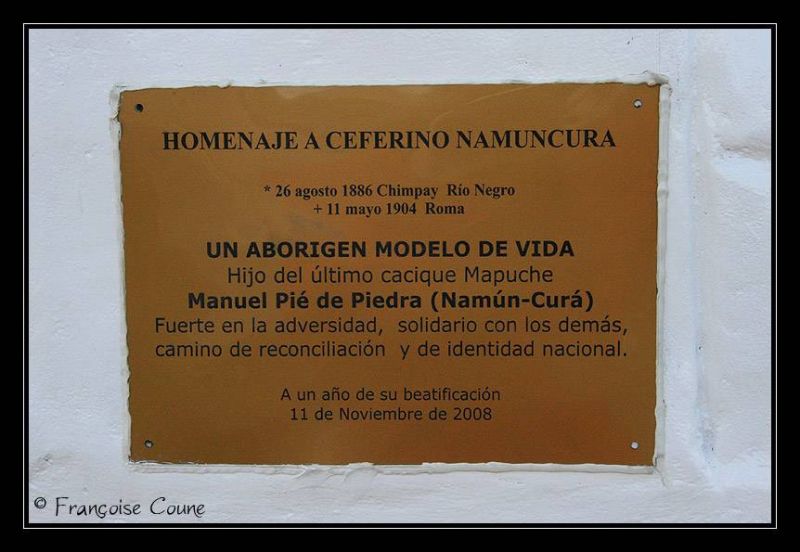 HOMENAJE A CEFERINO NAMUNCURA
* 26 agosto 1886 Chimpay Río Negro
+ 11 mayo 1904 Roma
UN ABORIGEN MODELO DE VIDA
Hijo del último cacique Mapuche
Manuel Pié de Piedra (Namún-Curá)
Fuerte en la adversidad, solidario con los demás,
camino de reconciliación y de identidad nacional.
A un año de su beatificación
11 de Noviembre de 2008
© Françoise Coune